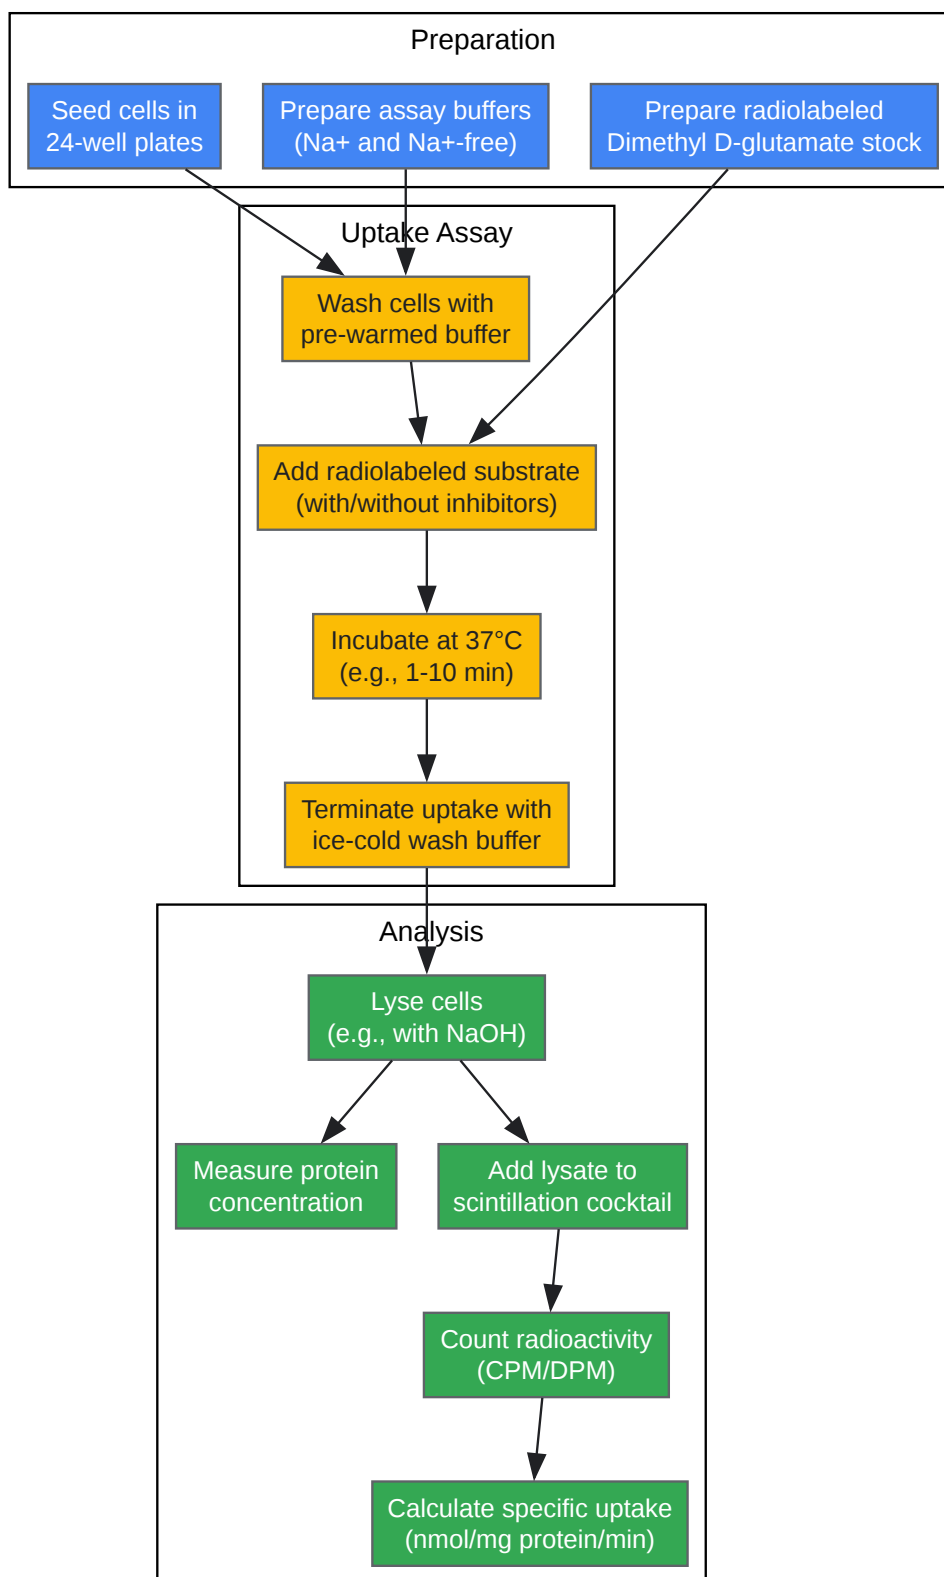 Preparation
Seed cells in
24-well plates
Prepare assay buffers
(Na+ and Na+-free)
Prepare radiolabeled
Dimethyl D-glutamate stock
Uptake Assay
Wash cells with
pre-warmed buffer
Add radiolabeled substrate
(with/without inhibitors)
Incubate at 37°C
(e.g., 1-10 min)
Terminate uptake with
ice-cold wash buffer
Analysis
Lyse cells
(e.g., with NaOH)
Measure protein
concentration
Add lysate to
scintillation cocktail
Count radioactivity
(CPM/DPM)
Calculate specific uptake
(nmol/mg protein/min)